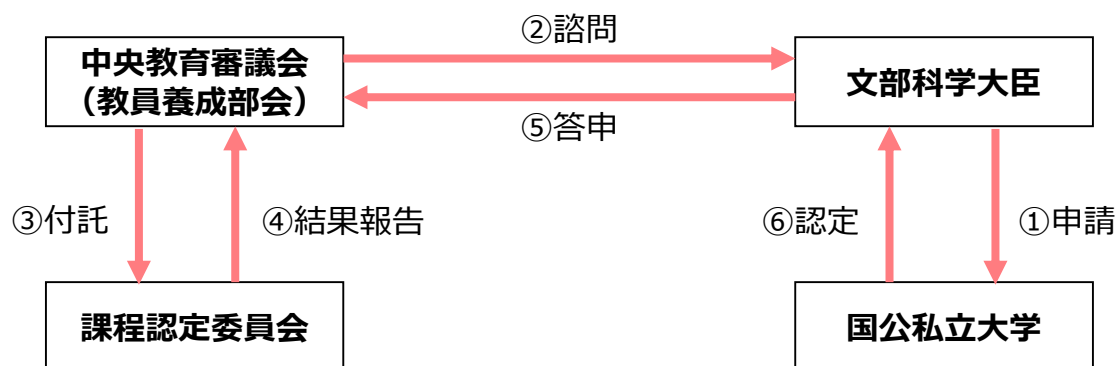 ②諮問
中央教育審議会
（教員養成部会）
文部科学大臣
⑤答申
③付託
④結果報告
⑥認定
①申請
課程認定委員会
国公私立大学